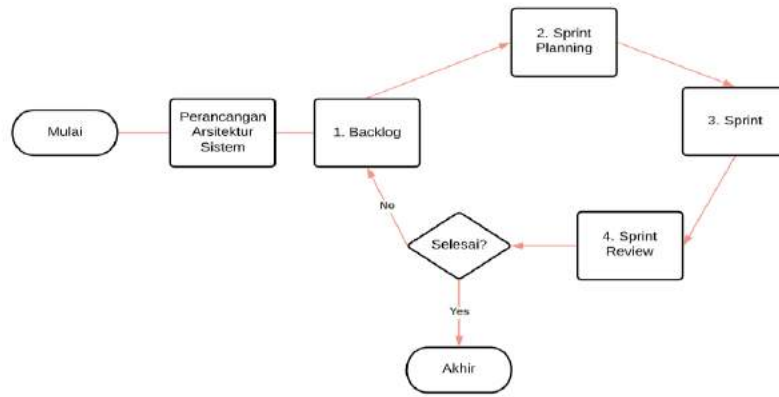 Mulai
Perancangan
Arsitektur
Sistem
1. Backlog
2. Sprint
Planning
3. Sprint
4. Sprint
Review
Selesai?
No
Yes
Akhir